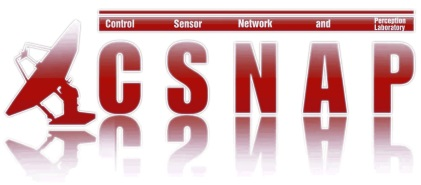 Control Sensor Network and Perception Laboratory
CSNAP